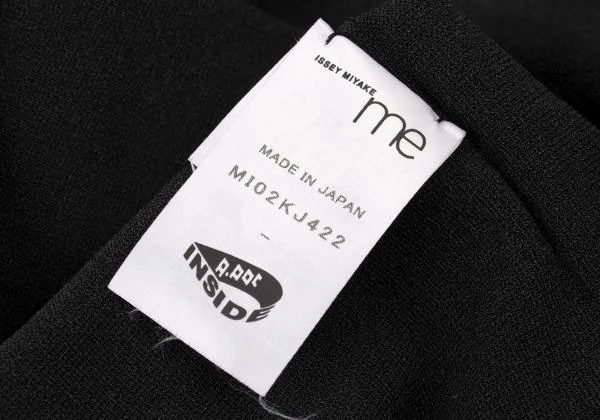 ISSEY MIYAKE
me
MADE IN JAPAN
MI02KJ422
–
A.POC
INSIDE